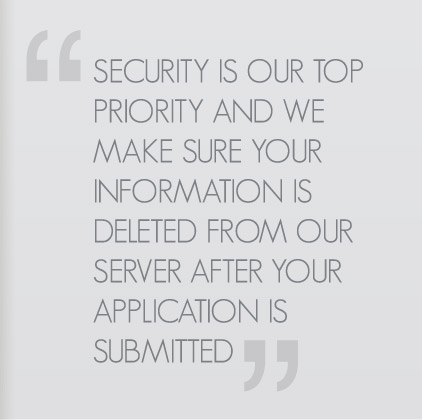 “ SECURITY IS OUR TOP
PRIORITY AND WE
MAKE SURE YOUR
INFORMATION IS
DELETED FROM OUR
SERVER AFTER YOUR
APPLICATION IS
SUBMITTED ”